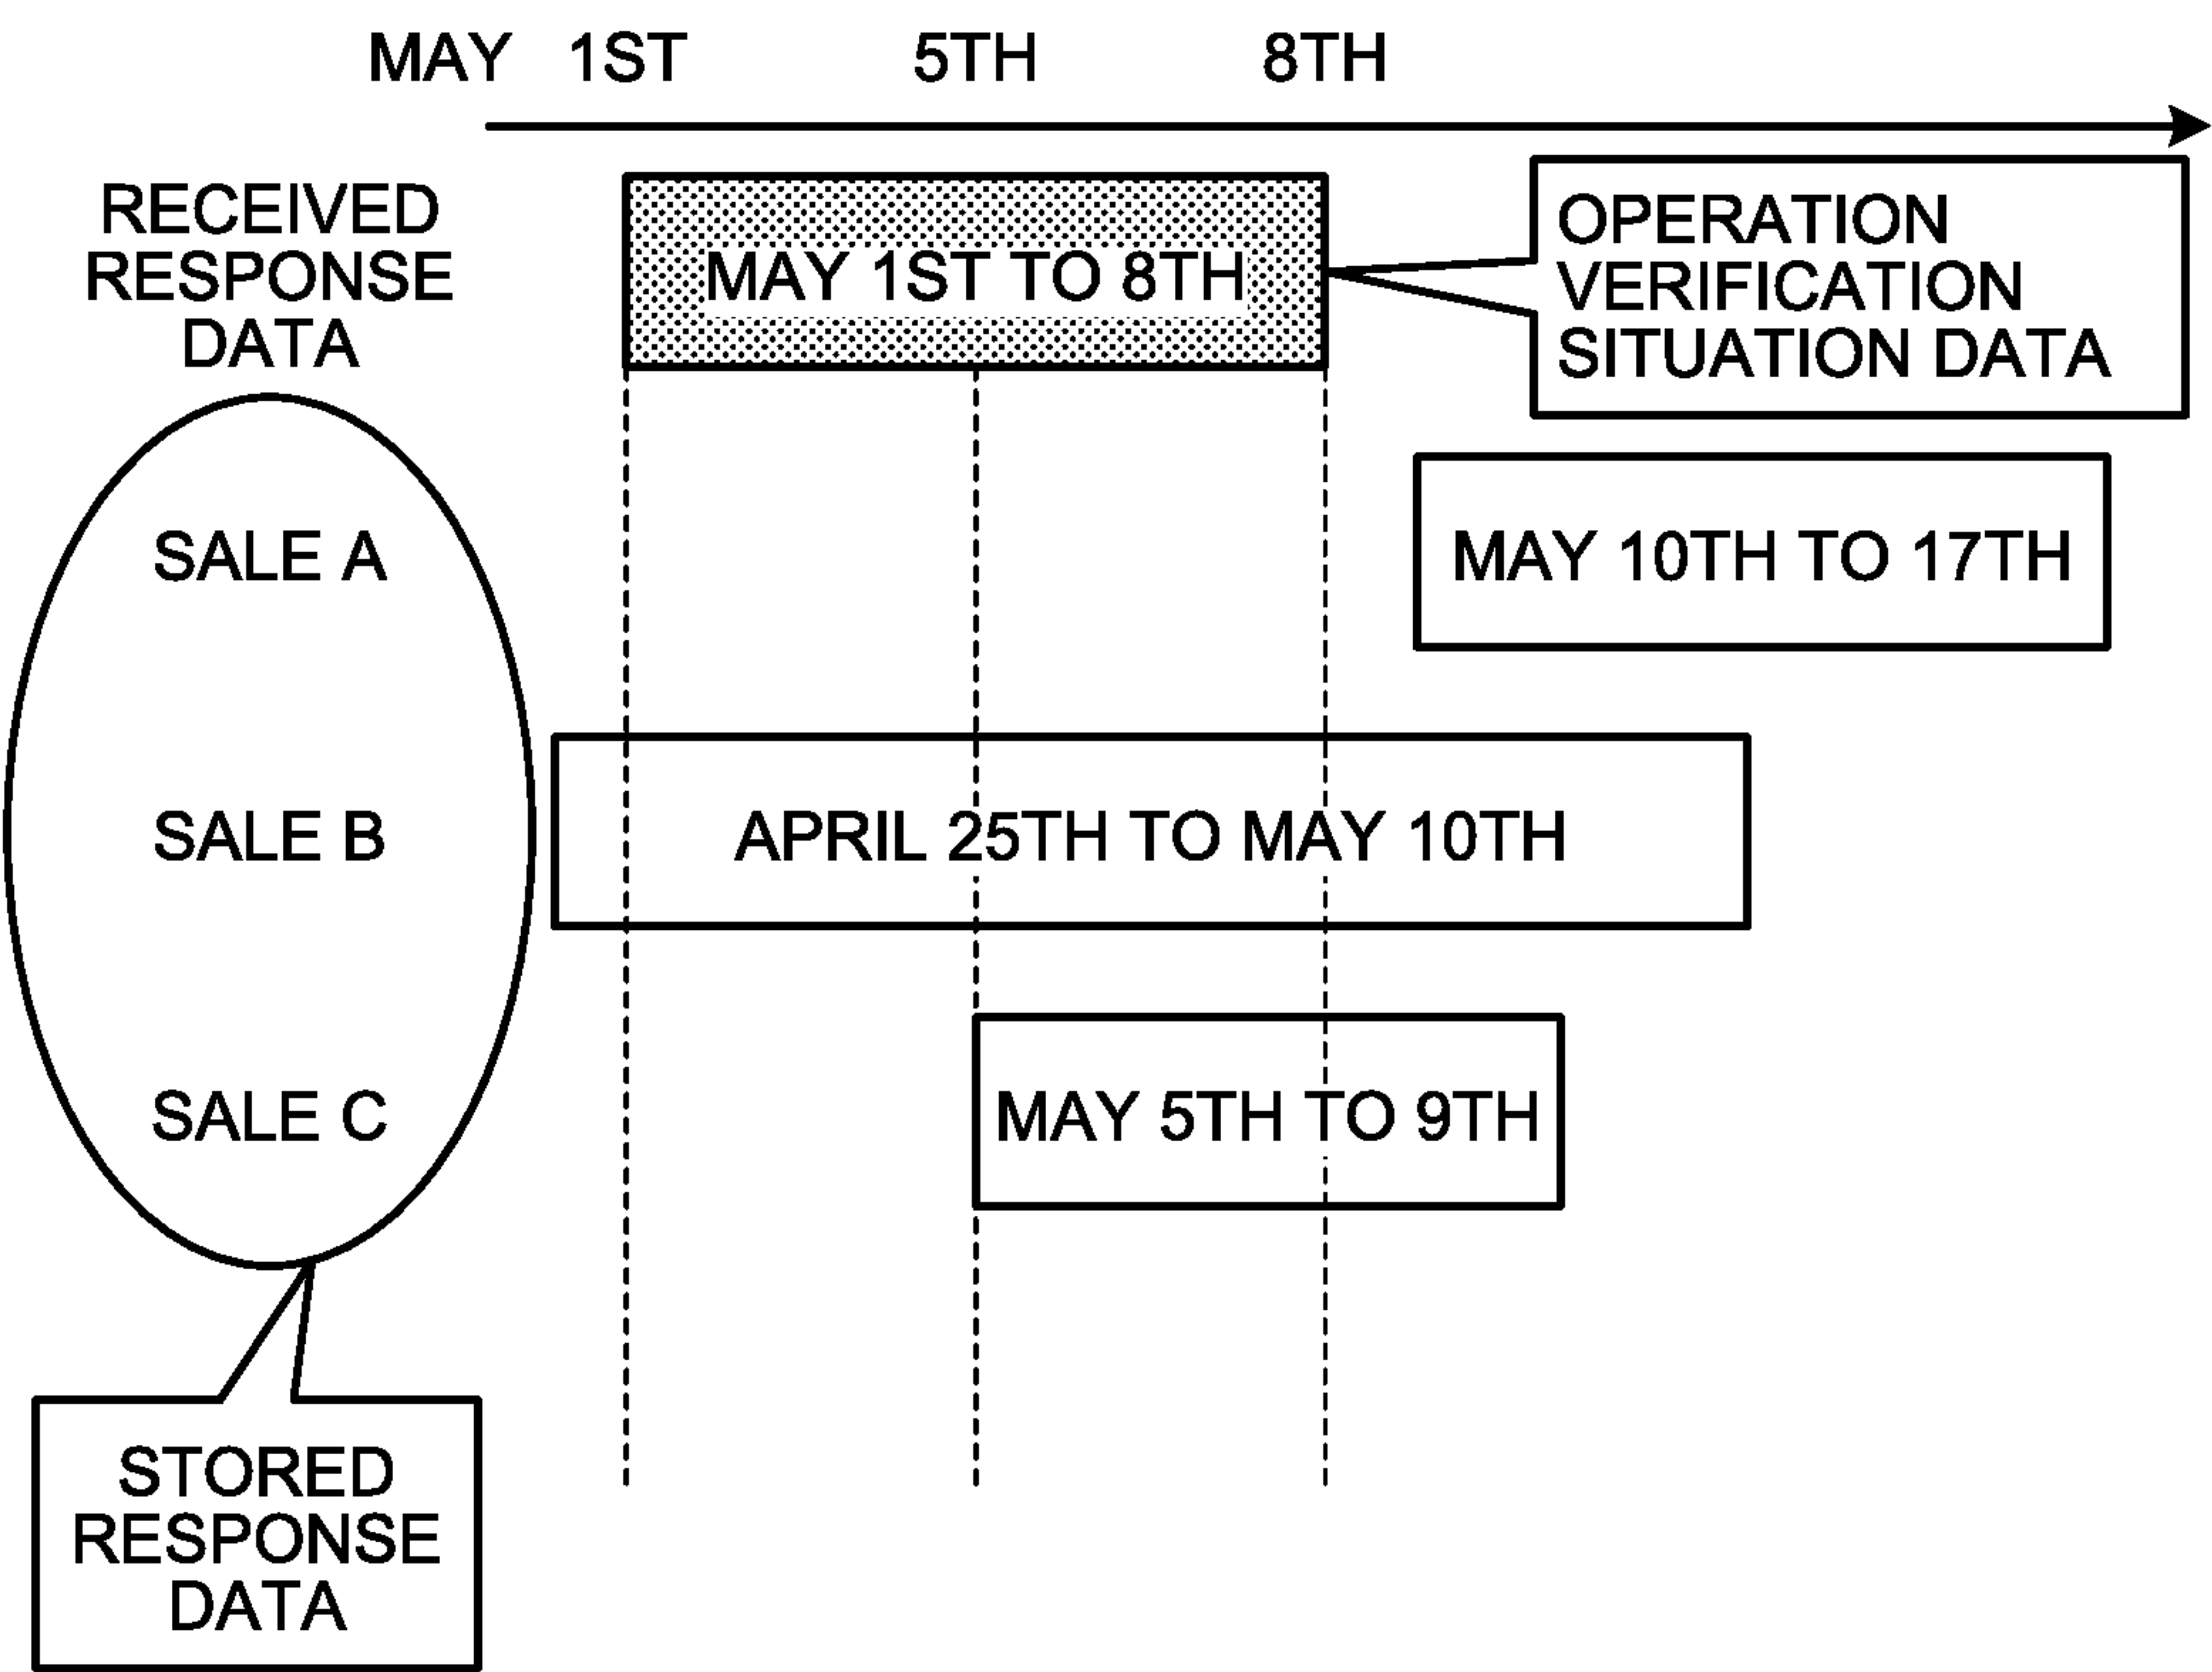 MAY 1ST 5TH 8TH
RECEIVED
RESPONSE
DATA
MAY 1ST TO 8TH
OPERATION
VERIFICATION
SITUATION DATA
SALE A
MAY 10TH TO 17TH
SALE B
APRIL 25TH TO MAY 10TH
SALE C
MAY 5TH TO 9TH
STORED
RESPONSE
DATA